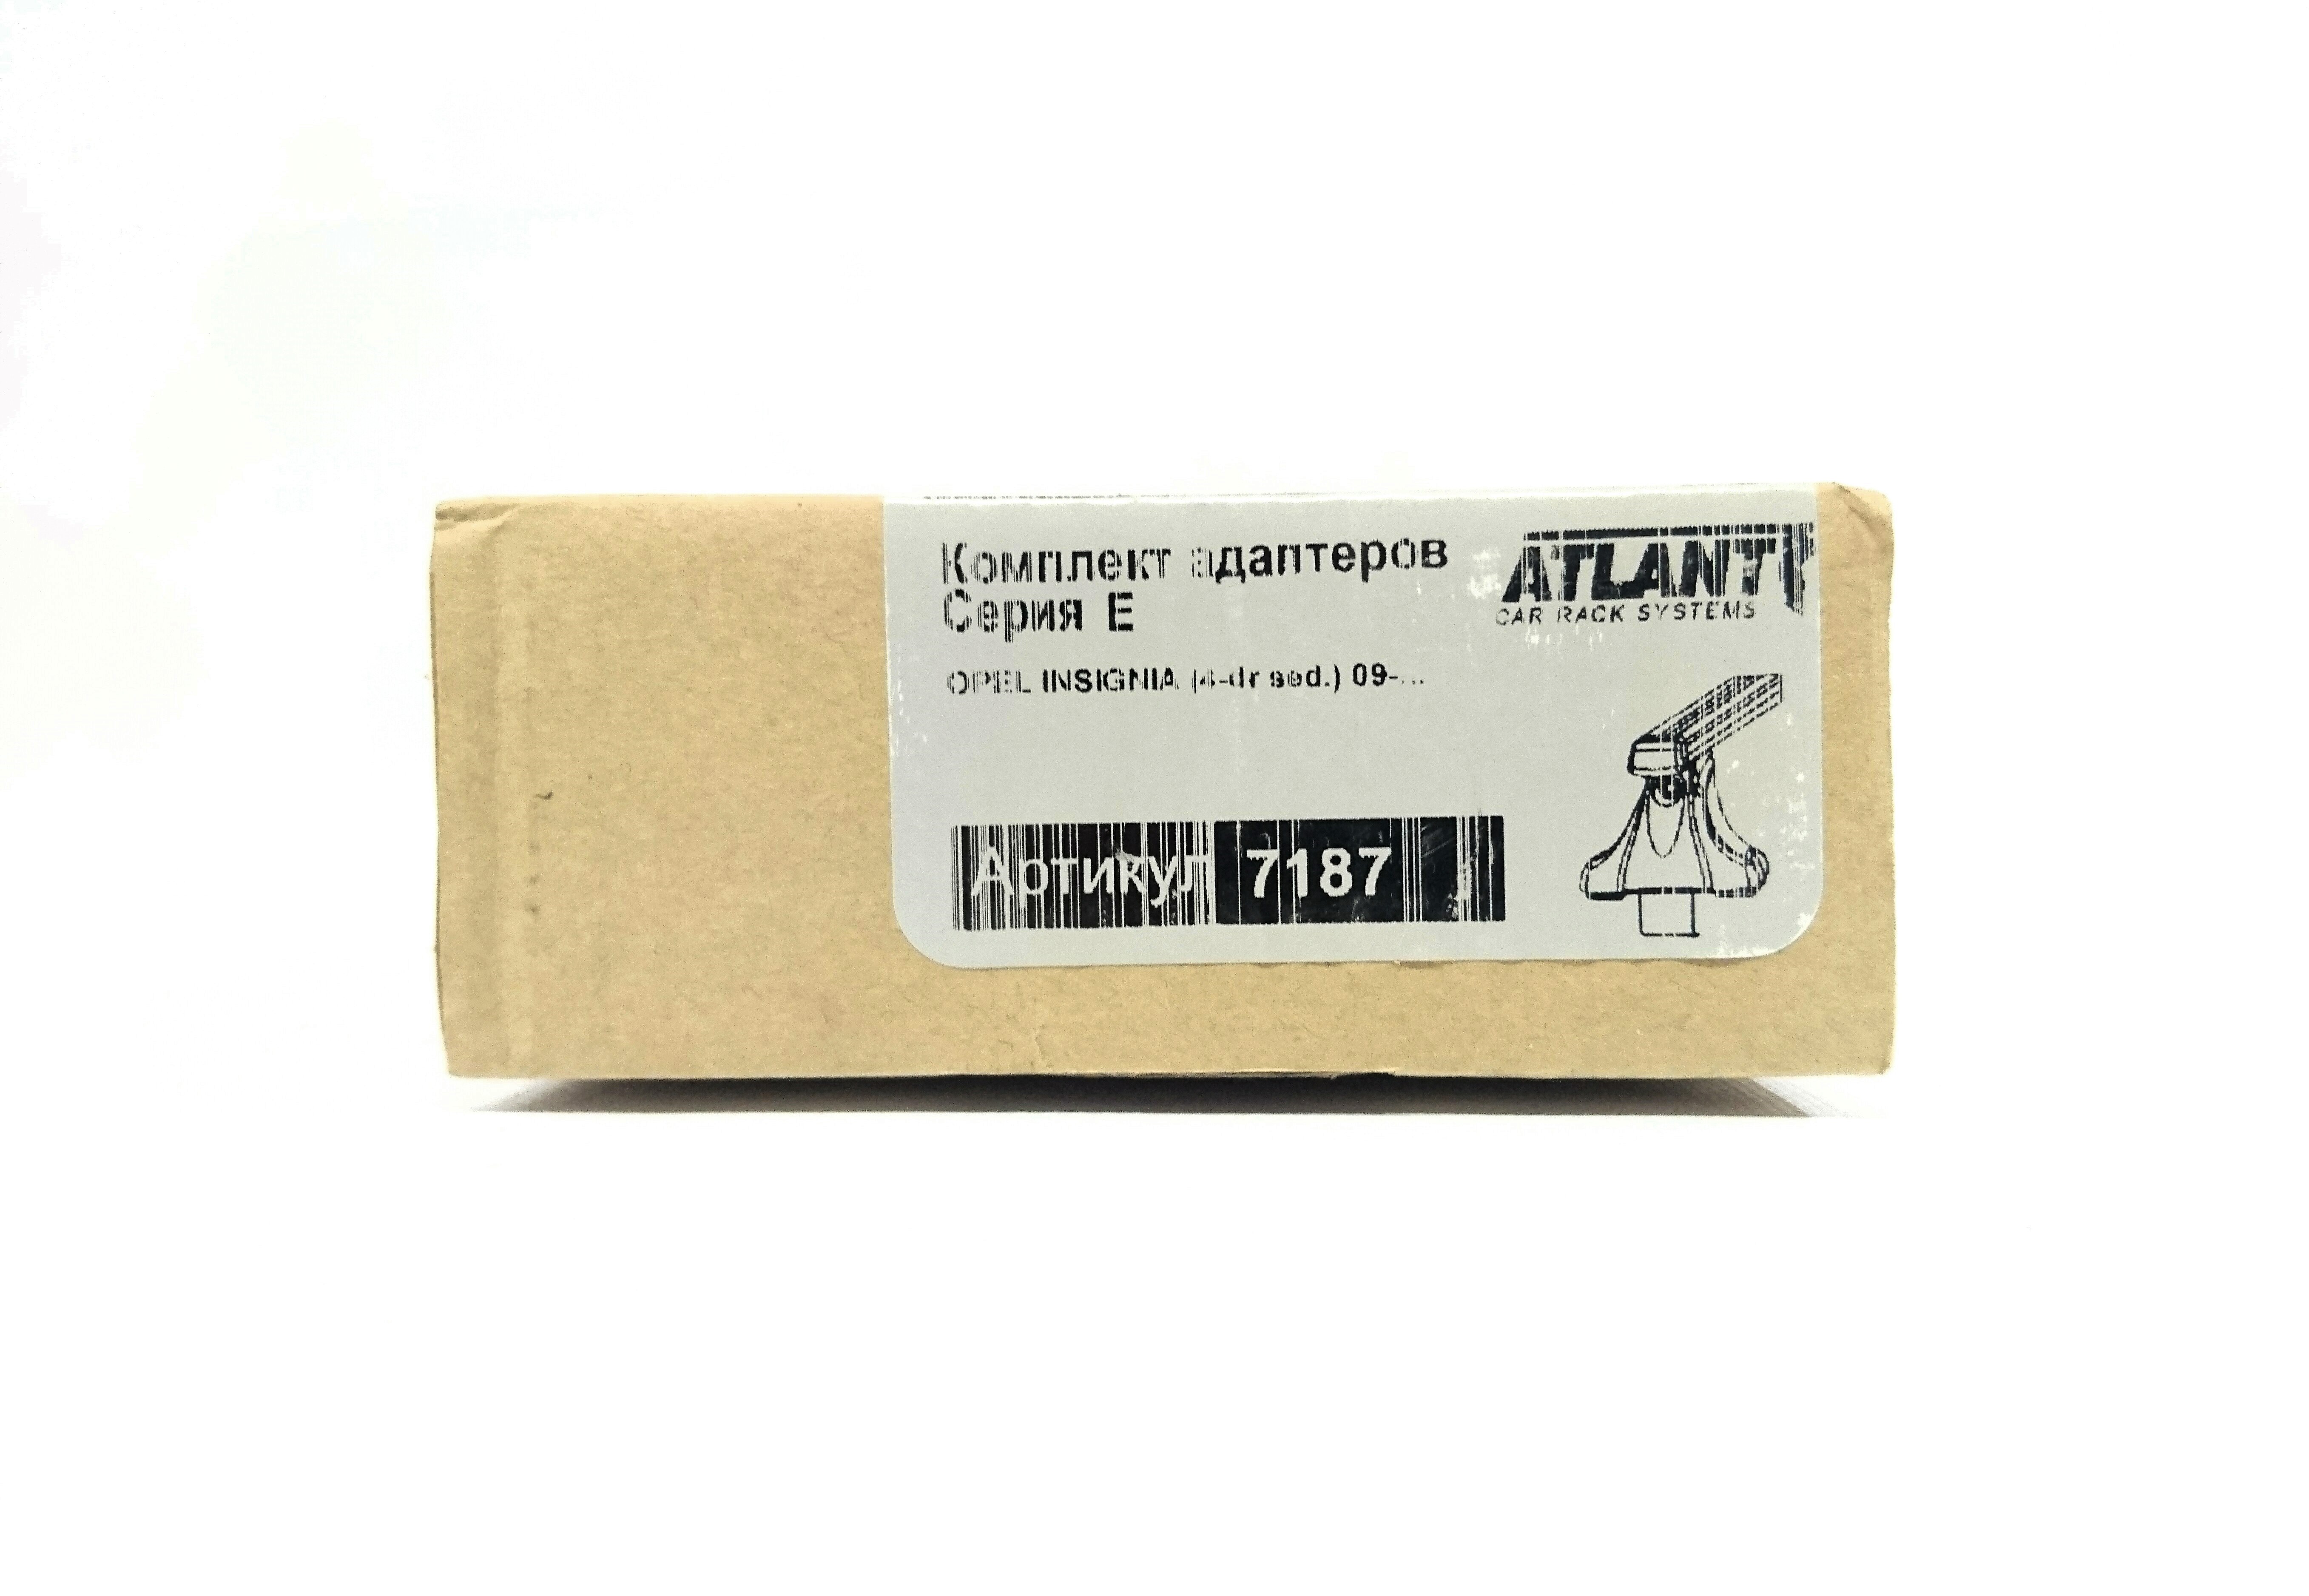 Комплект адаптеров
Серия Е
ATLANT
CAR RACK SYSTEMS
OPEL INSIGNIA (4-dr sed.) 09-...
Артикул 7187